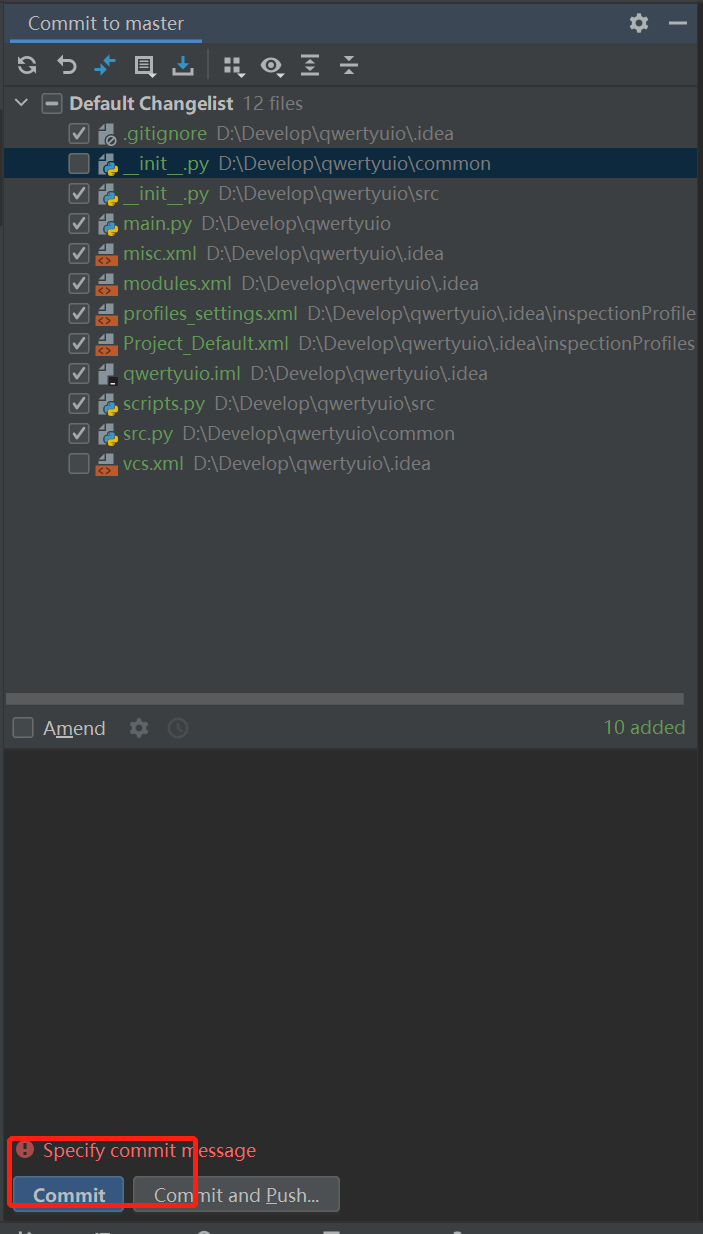 Commit to master
Default Changelist 12 files
.gitignore D:\Develop\qwertyuio\.idea
__init__.py D:\Develop\qwertyuio\common
__init__.py D:\Develop\qwertyuio\src
main.py D:\Develop\qwertyuio
misc.xml D:\Develop\qwertyuio\.idea
modules.xml D:\Develop\qwertyuio\.idea
profiles_settings.xml D:\Develop\qwertyuio\.idea\inspectionProfile
Project_Default.xml D:\Develop\qwertyuio\.idea\inspectionProfiles
qwertyuio.iml D:\Develop\qwertyuio\.idea
scripts.py D:\Develop\qwertyuio\src
src.py D:\Develop\qwertyuio\common
vcs.xml D:\Develop\qwertyuio\.idea
Amend 10 added
Specify commit message
Commit Commit and Push...